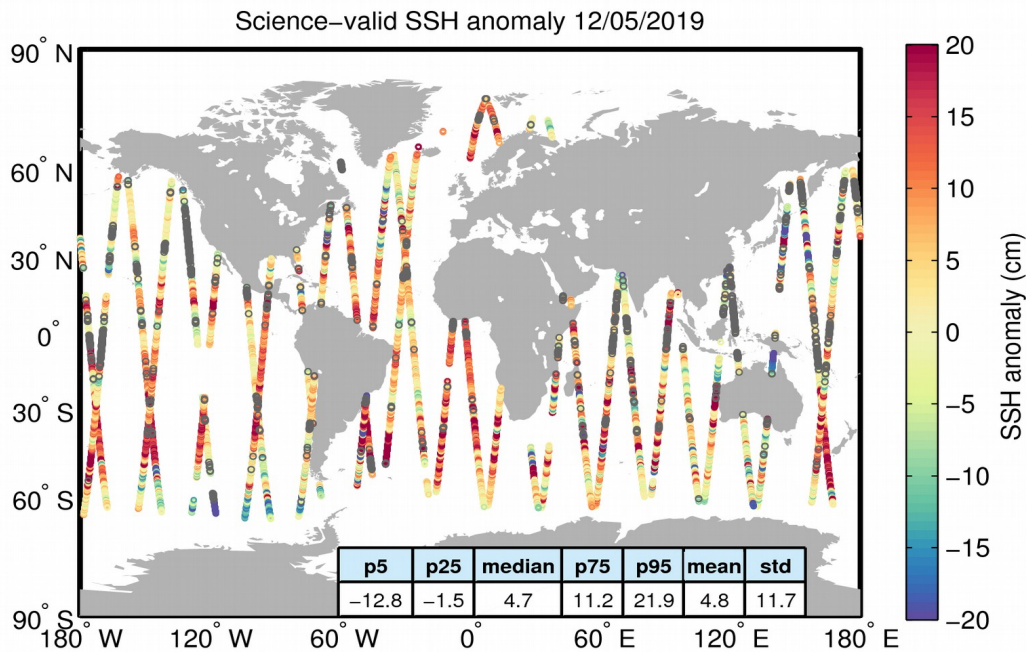 Science−valid SSH anomaly 12/05/2019
90° N
60° N
30° N
0°
30° S
60° S
90° S
180° W
120° W
60° W
0°
60° E
120° E
180° E
p5 p25 median p75 p95 mean std
−12.8 −1.5 4.7 11.2 21.9 4.8 11.7
20
15
10
5
0
−5
−10
−15
−20
SSH anomaly (cm)